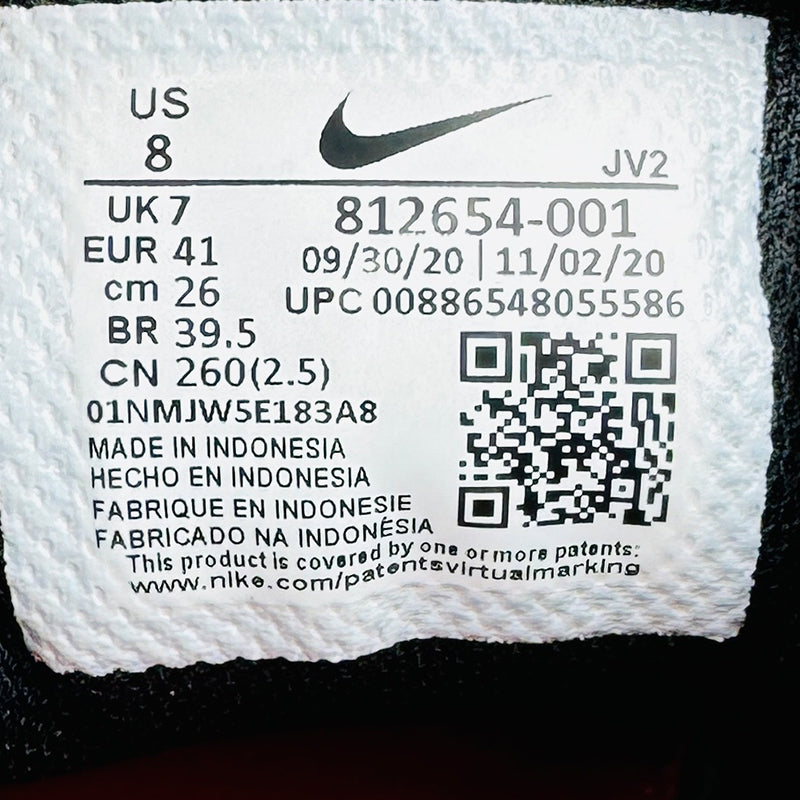 US
8
JV2
UK 7
812654-001
EUR 41
09/30/20 | 11/02/20
cm 26
UPC 00886548055586
BR 39.5
CN 260(2.5)
01NMJW5E183A8
MADE IN INDONESIA
HECHO EN INDONESIA
FABRIQUE EN INDONESIE
FABRICADO NA INDONÉSIA
This product is covered by one or more patents:
www.nike.com/patentsvirtualmarking